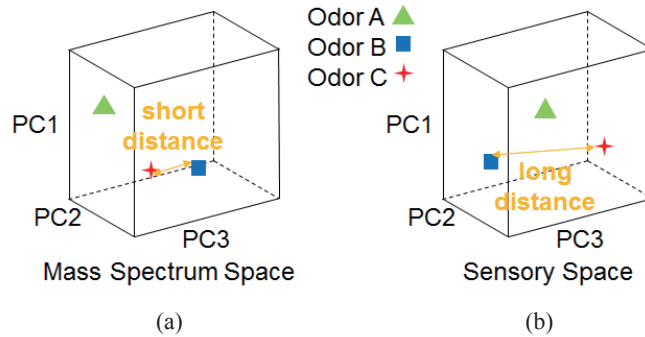 Odor A
Odor B
Odor C
PC1
short
distance
PC2
PC3
Mass Spectrum Space
(a)
PC1
long
distance
PC2
PC3
Sensory Space
(b)